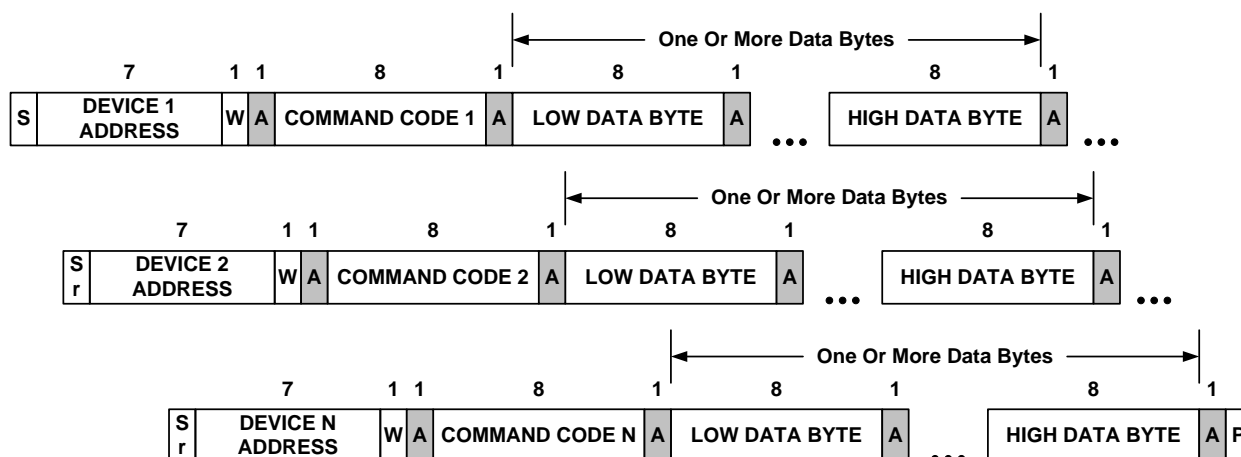 One Or More Data Bytes
7 1 1 8 1 8 1 8 1
S DEVICE 1 ADDRESS W A COMMAND CODE 1 A LOW DATA BYTE A ••• HIGH DATA BYTE A •••
One Or More Data Bytes
7 1 1 8 1 8 1 8 1
Sr DEVICE 2 ADDRESS W A COMMAND CODE 2 A LOW DATA BYTE A ••• HIGH DATA BYTE A •••
One Or More Data Bytes
7 1 1 8 1 8 1 8 1
Sr DEVICE N ADDRESS W A COMMAND CODE N A LOW DATA BYTE A ••• HIGH DATA BYTE A P